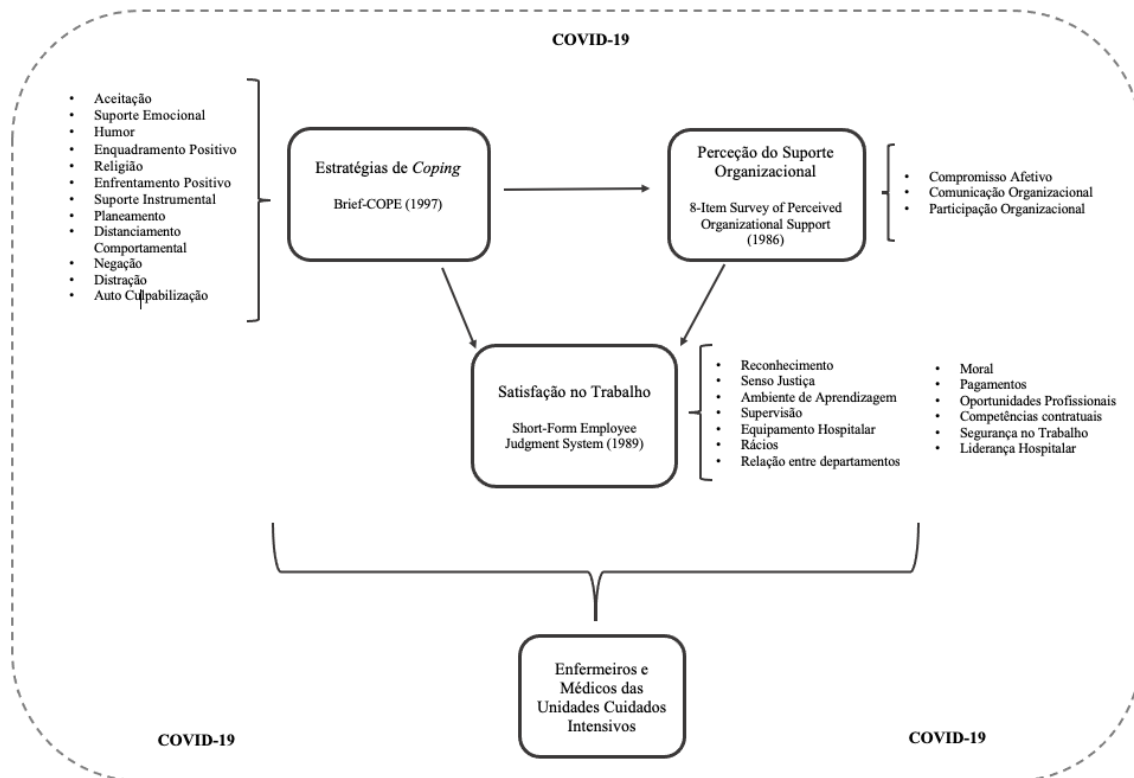 COVID-19
• Aceitação
• Suporte Emocional
• Humor
• Enquadramento Positivo
• Religião
• Enfrentamento Positivo
• Suporte Instrumental
• Planeamento
• Distanciamento
Comportamental
• Negação
• Distração
• Auto Culpabilização
Estratégias de Coping
Brief-COPE (1997)
Perceção do Suporte
Organizacional
8-Item Survey of Perceived
Organizational Support
(1986)
• Compromisso Afetivo
• Comunicação Organizacional
• Participação Organizacional
Satisfação no Trabalho
Short-Form Employee
Judgment System (1989)
• Reconhecimento
• Senso Justiça
• Ambiente de Aprendizagem
• Supervisão
• Equipamento Hospitalar
• Rácios
• Relação entre departamentos
• Moral
• Pagamentos
• Oportunidades Profissionais
• Competências contratuais
• Segurança no Trabalho
• Liderança Hospitalar
Enfermeiros e
Médicos das
Unidades Cuidados
Intensivos
COVID-19
COVID-19